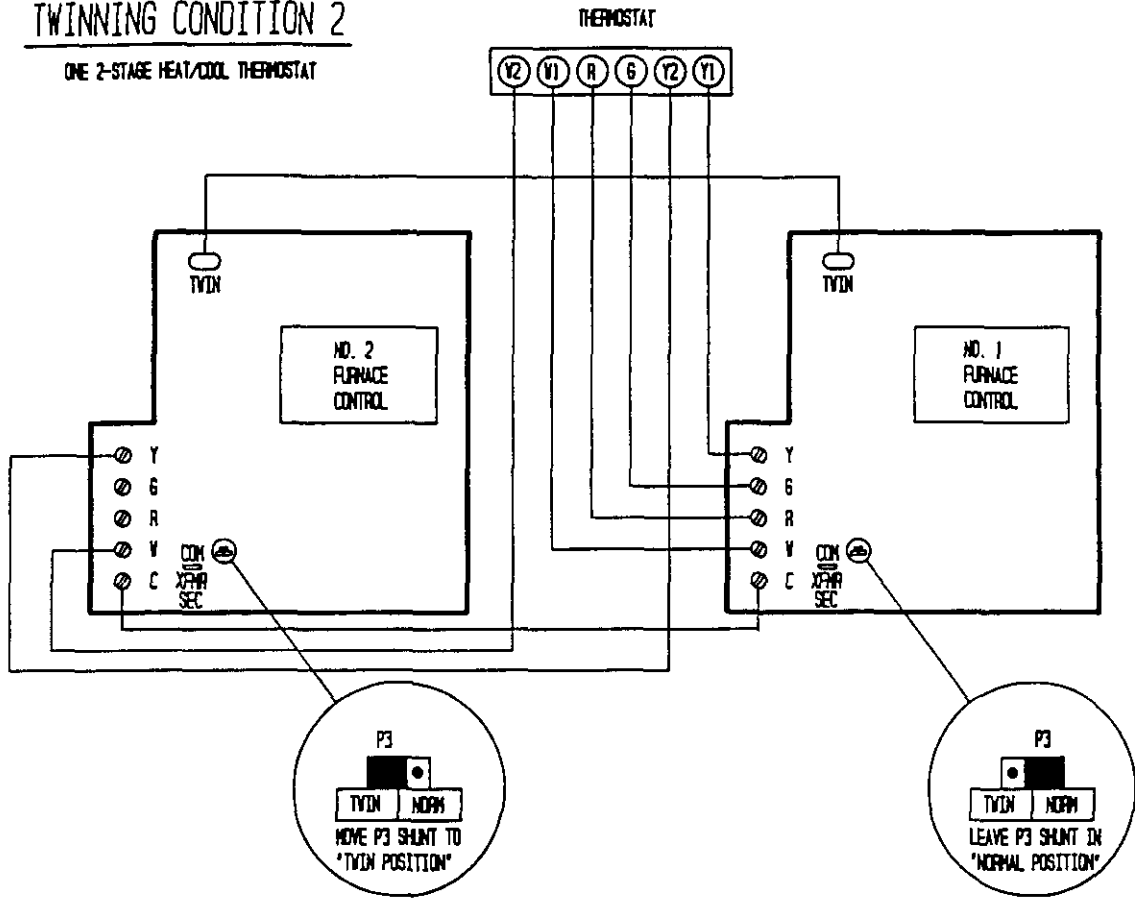 TWINNING CONDITION 2
ONE 2-STAGE HEAT/COOL THERMOSTAT
THERMOSTAT
W2 W1 R G Y2 Y1
TWIN
NO. 2
FURNACE
CONTROL
Y
G
R
W
C
COM
XFMR
SEC
TWIN
NO. 1
FURNACE
CONTROL
Y
G
R
W
C
COM
XFMR
SEC
P3
TWIN NORM
MOVE P3 SHUNT TO
"TWIN POSITION"
P3
TWIN NORM
LEAVE P3 SHUNT IN
"NORMAL POSITION"